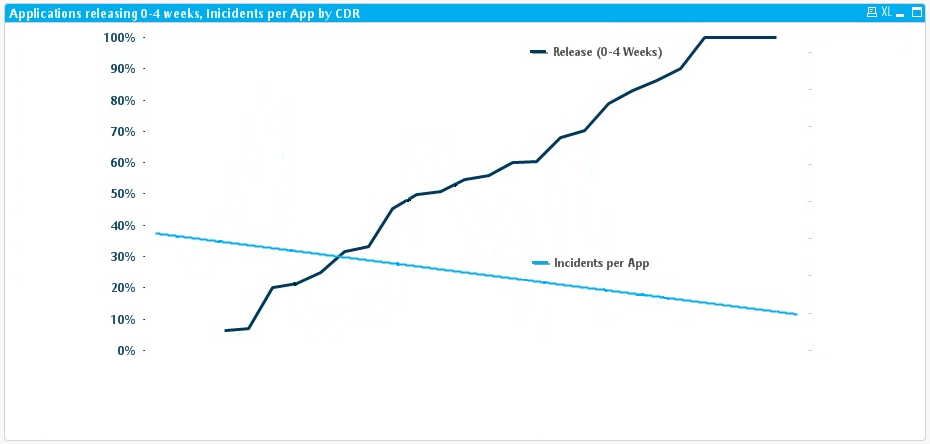 Applications releasing 0-4 weeks, Inicidents per App by CDR
XL
100%
Release (0-4 Weeks)
90%
80%
70%
60%
50%
40%
30%
Incidents per App
20%
10%
0%